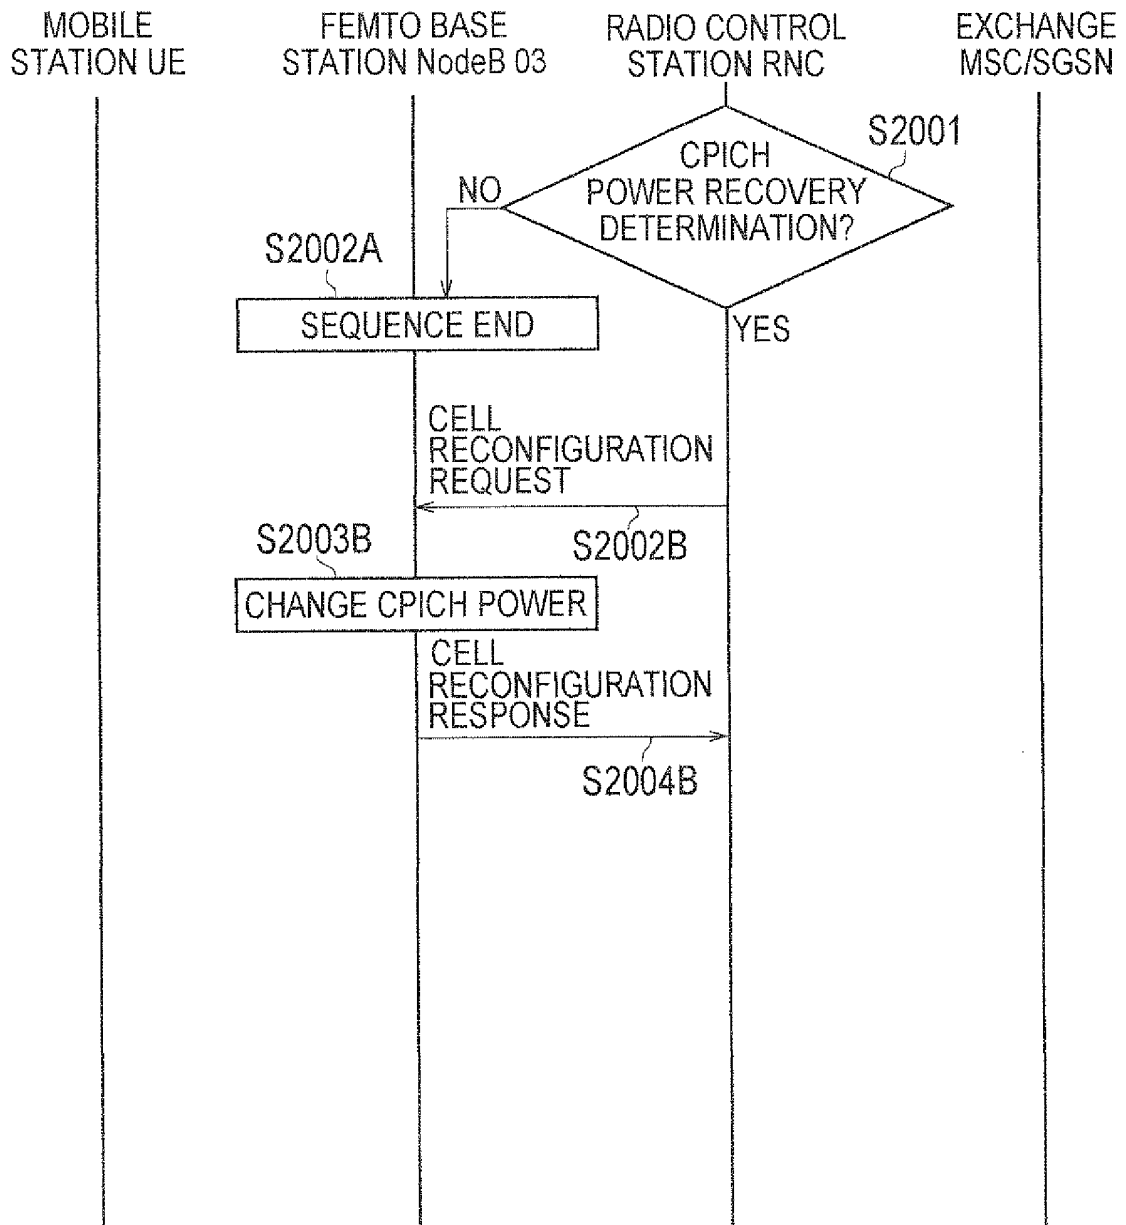 MOBILE
STATION UE
FEMTO BASE
STATION NodeB 03
RADIO CONTROL
STATION RNC
EXCHANGE
MSC/SGSN
S2001
CPICH
POWER RECOVERY
DETERMINATION?
NO
S2002A
SEQUENCE END
YES
CELL
RECONFIGURATION
REQUEST
S2002B
S2003B
CHANGE CPICH POWER
CELL
RECONFIGURATION
RESPONSE
S2004B